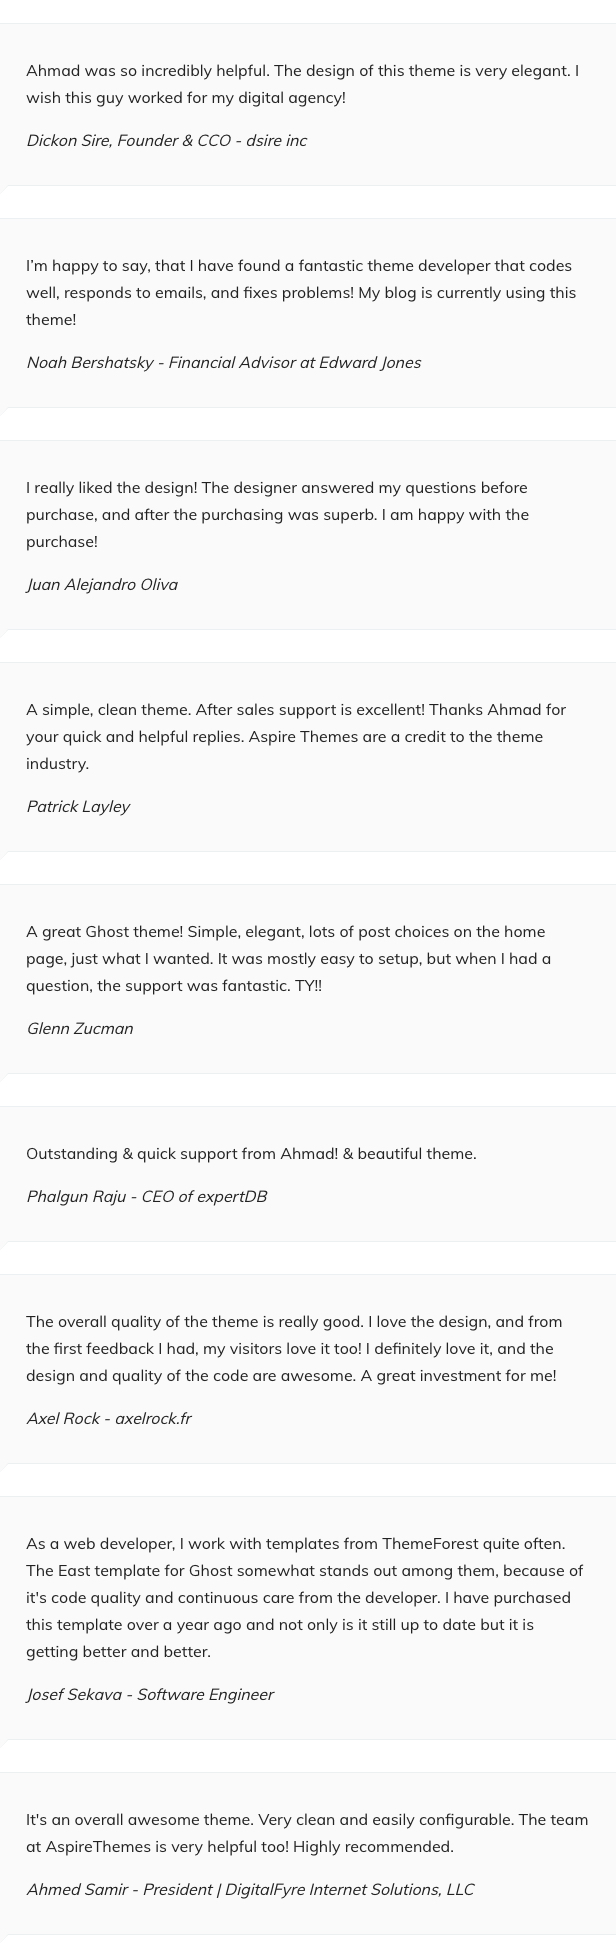 Ahmad was so incredibly helpful. The design of this theme is very elegant. I
wish this guy worked for my digital agency!
Dickon Sire, Founder & CCO - dsire inc
I’m happy to say, that I have found a fantastic theme developer that codes
well, responds to emails, and fixes problems! My blog is currently using this
theme!
Noah Bershatsky - Financial Advisor at Edward Jones
I really liked the design! The designer answered my questions before
purchase, and after the purchasing was superb. I am happy with the
purchase!
Juan Alejandro Oliva
A simple, clean theme. After sales support is excellent! Thanks Ahmad for
your quick and helpful replies. Aspire Themes are a credit to the theme
industry.
Patrick Layley
A great Ghost theme! Simple, elegant, lots of post choices on the home
page, just what I wanted. It was mostly easy to setup, but when I had a
question, the support was fantastic. TY!!
Glenn Zucman
Outstanding & quick support from Ahmad! & beautiful theme.
Phalgun Raju - CEO of expertDB
The overall quality of the theme is really good. I love the design, and from
the first feedback I had, my visitors love it too! I definitely love it, and the
design and quality of the code are awesome. A great investment for me!
Axel Rock - axelrock.fr
As a web developer, I work with templates from ThemeForest quite often.
The East template for Ghost somewhat stands out among them, because of
it's code quality and continuous care from the developer. I have purchased
this template over a year ago and not only is it still up to date but it is
getting better and better.
Josef Sekava - Software Engineer
It's an overall awesome theme. Very clean and easily configurable. The team
at AspireThemes is very helpful too! Highly recommended.
Ahmed Samir - President | DigitalFyre Internet Solutions, LLC